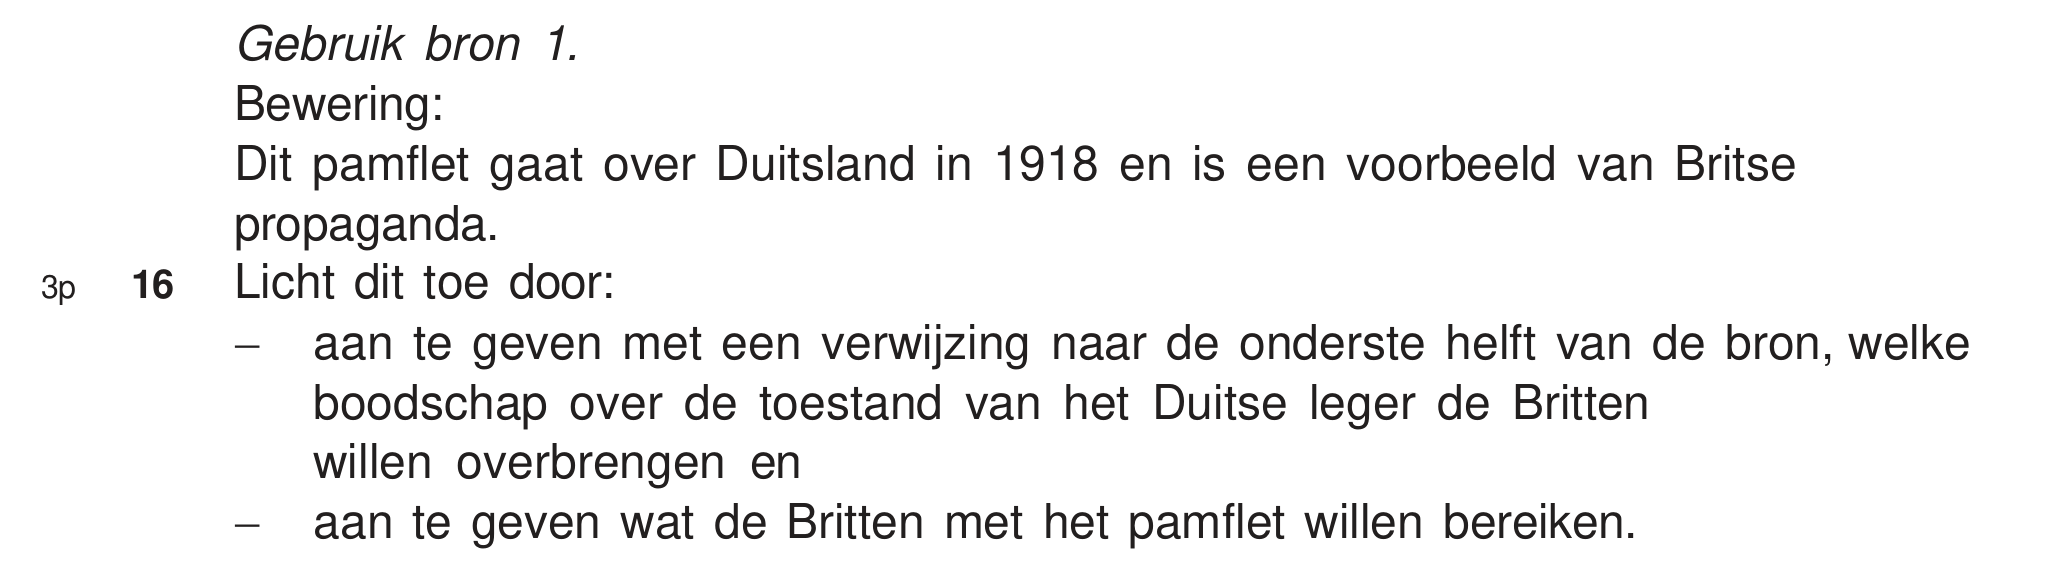 Gebruik bron 1.
Bewering:
Dit pamflet gaat over Duitsland in 1918 en is een voorbeeld van Britse
propaganda.
3p 16 Licht dit toe door:
– aan te geven met een verwijzing naar de onderste helft van de bron, welke
boodschap over de toestand van het Duitse leger de Britten
willen overbrengen en
– aan te geven wat de Britten met het pamflet willen bereiken.